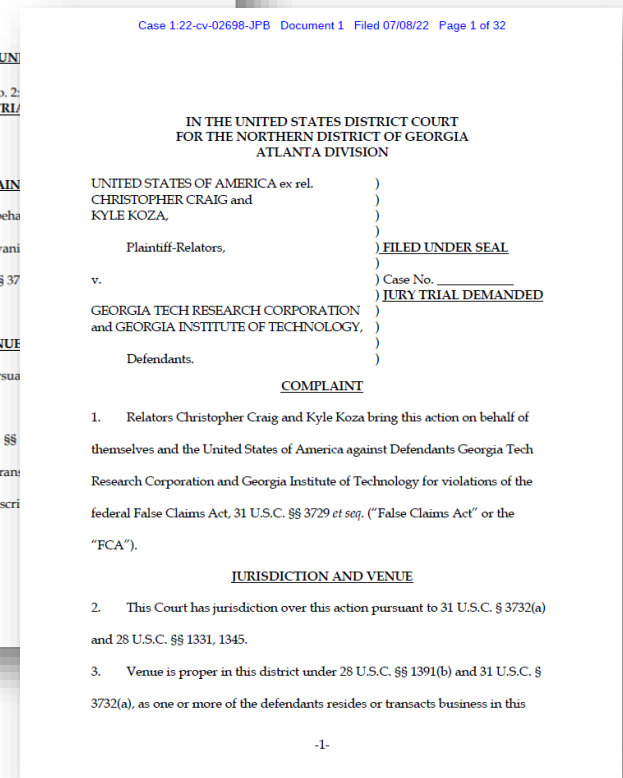 Case 1:22-cv-02698-JPB Document 1 Filed 07/08/22 Page 1 of 32
IN THE UNITED STATES DISTRICT COURT
FOR THE NORTHERN DISTRICT OF GEORGIA
ATLANTA DIVISION
UNITED STATES OF AMERICA ex rel. )
CHRISTOPHER CRAIG and )
KYLE KOZA, )
)
Plaintiff-Relators, ) FILED UNDER SEAL
)
v. ) Case No. ____________
) JURY TRIAL DEMANDED
GEORGIA TECH RESEARCH CORPORATION )
and GEORGIA INSTITUTE OF TECHNOLOGY, )
)
Defendants. )
COMPLAINT
1. Relators Christopher Craig and Kyle Koza bring this action on behalf of
themselves and the United States of America against Defendants Georgia Tech
Research Corporation and Georgia Institute of Technology for violations of the
federal False Claims Act, 31 U.S.C. §§ 3729 et seq. (“False Claims Act” or the
“FCA”).
JURISDICTION AND VENUE
2. This Court has jurisdiction over this action pursuant to 31 U.S.C. § 3732(a)
and 28 U.S.C. §§ 1331, 1345.
3. Venue is proper in this district under 28 U.S.C. §§ 1391(b) and 31 U.S.C. §
3732(a), as one or more of the defendants resides or transacts business in this
-1-